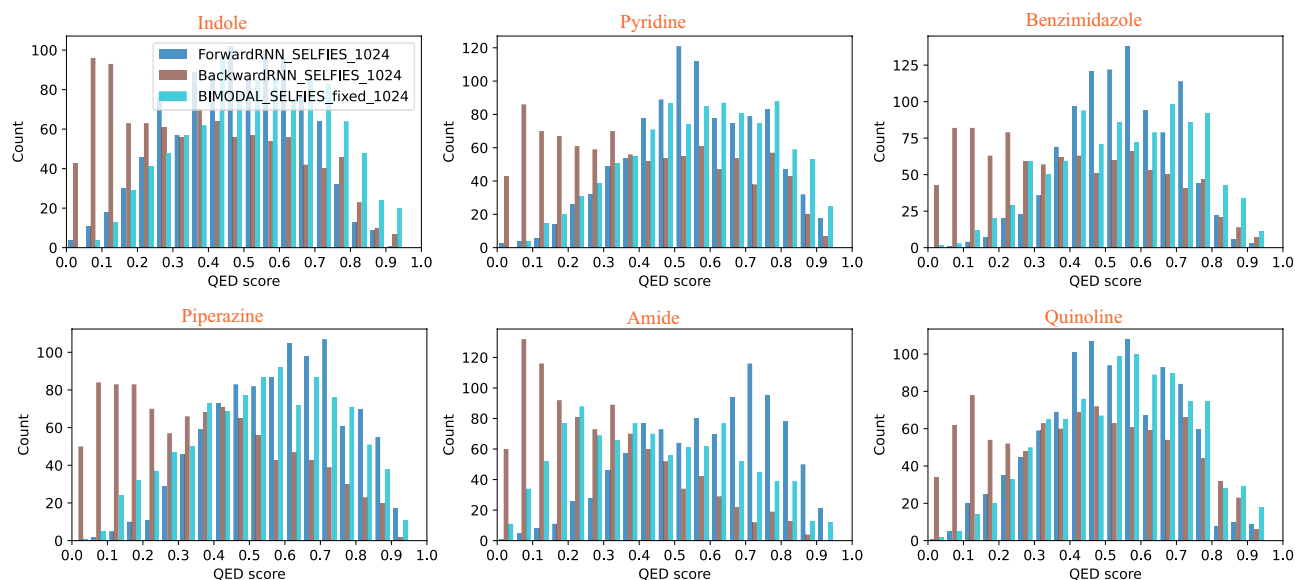 Indole
Pyridine
Benzimidazole
ForwardRNN_SELFIES_1024
BackwardRNN_SELFIES_1024
BIMODAL_SELFIES_fixed_1024
Count
100
80
60
40
20
0
0.0 0.1 0.2 0.3 0.4 0.5 0.6 0.7 0.8 0.9 1.0
QED score
Count
120
100
80
60
40
20
0
0.0 0.1 0.2 0.3 0.4 0.5 0.6 0.7 0.8 0.9 1.0
QED score
Count
125
100
75
50
25
0
0.0 0.1 0.2 0.3 0.4 0.5 0.6 0.7 0.8 0.9 1.0
QED score
Piperazine
Amide
Quinoline
Count
100
80
60
40
20
0
0.0 0.1 0.2 0.3 0.4 0.5 0.6 0.7 0.8 0.9 1.0
QED score
Count
120
100
80
60
40
20
0
0.0 0.1 0.2 0.3 0.4 0.5 0.6 0.7 0.8 0.9 1.0
QED score
Count
100
80
60
40
20
0
0.0 0.1 0.2 0.3 0.4 0.5 0.6 0.7 0.8 0.9 1.0
QED score